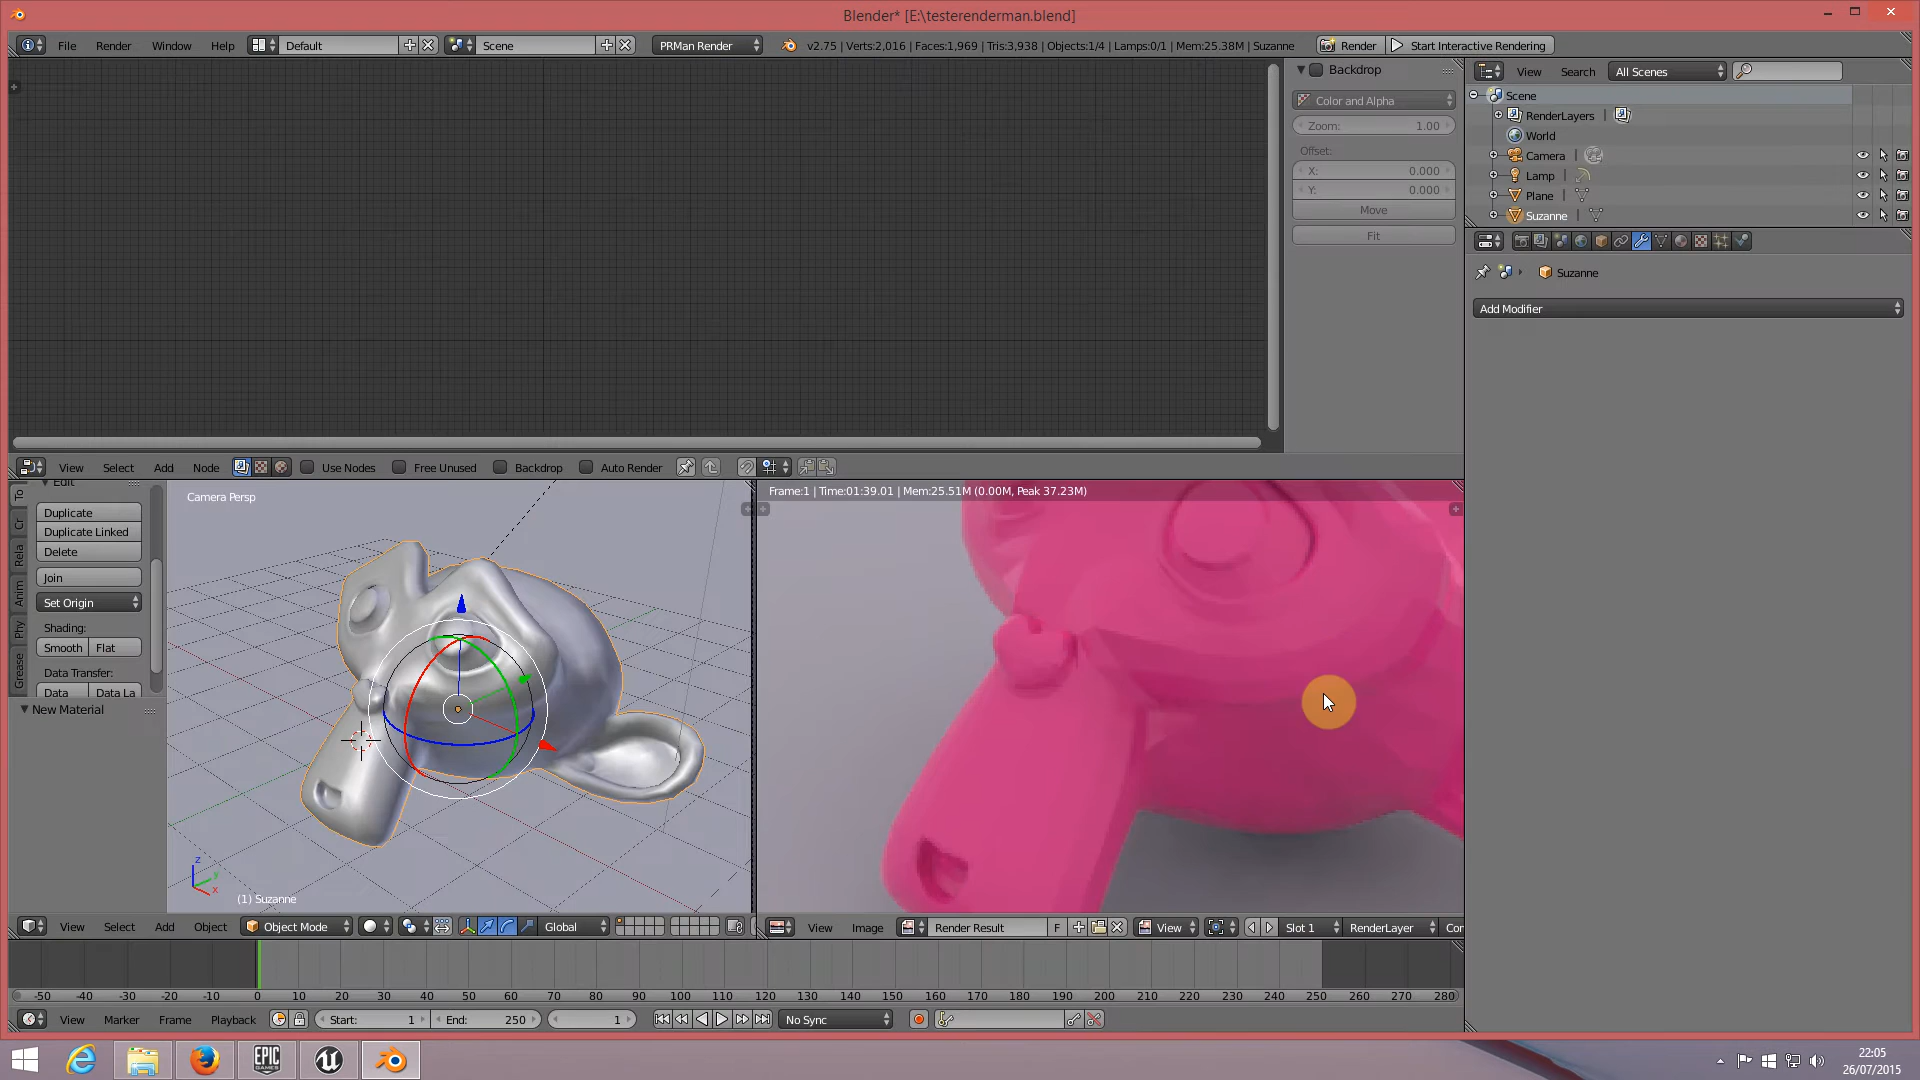 Blender* [E:\testerenderman.blend]
File Render Window Help Default Scene PRMan Render v2.75 | Verts:2,016 | Faces:1,969 | Tris:3,938 | Objects:1/4 | Lamps:0/1 | Mem:25.38M | Suzanne Render Start Interactive Rendering
Backdrop
Color and Alpha
Zoom: 1.00
Offset:
X: 0.000
Y: 0.000
Move
Fit
View Search All Scenes
Scene
RenderLayers
World
Camera
Lamp
Plane
Suzanne
Suzanne
Add Modifier
View Select Add Node Use Nodes Free Unused Backdrop Auto Render
To
Cr
Rela
Anim
Phy
Grease
Edit
Duplicate
Duplicate Linked
Delete
Join
Set Origin
Shading:
Smooth Flat
Data Transfer:
Data Data La
New Material
Camera Persp
(1) Suzanne
z
y
x
Frame:1 | Time:01:39.01 | Mem:25.51M (0.00M, Peak 37.23M)
View Select Add Object Object Mode Global
View Image Render Result F View Slot 1 RenderLayer Con
-50 -40 -30 -20 -10 0 10 20 30 40 50 60 70 80 90 100 110 120 130 140 150 160 170 180 190 200 210 220 230 240 250 260 270 280
View Marker Frame Playback Start: 1 End: 250 1 No Sync
EPIC
GAMES
22:05
26/07/2015